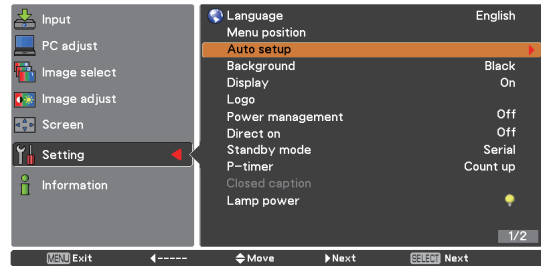 Input
PC adjust
Image select
Image adjust
Screen
Setting
Information
Language English
Menu position
Auto setup
Background Black
Display On
Logo
Power management Off
Direct on Off
Standby mode Serial
P-timer Count up
Closed caption
Lamp power
1/2
MENU Exit ----- Move Next SELECT Next